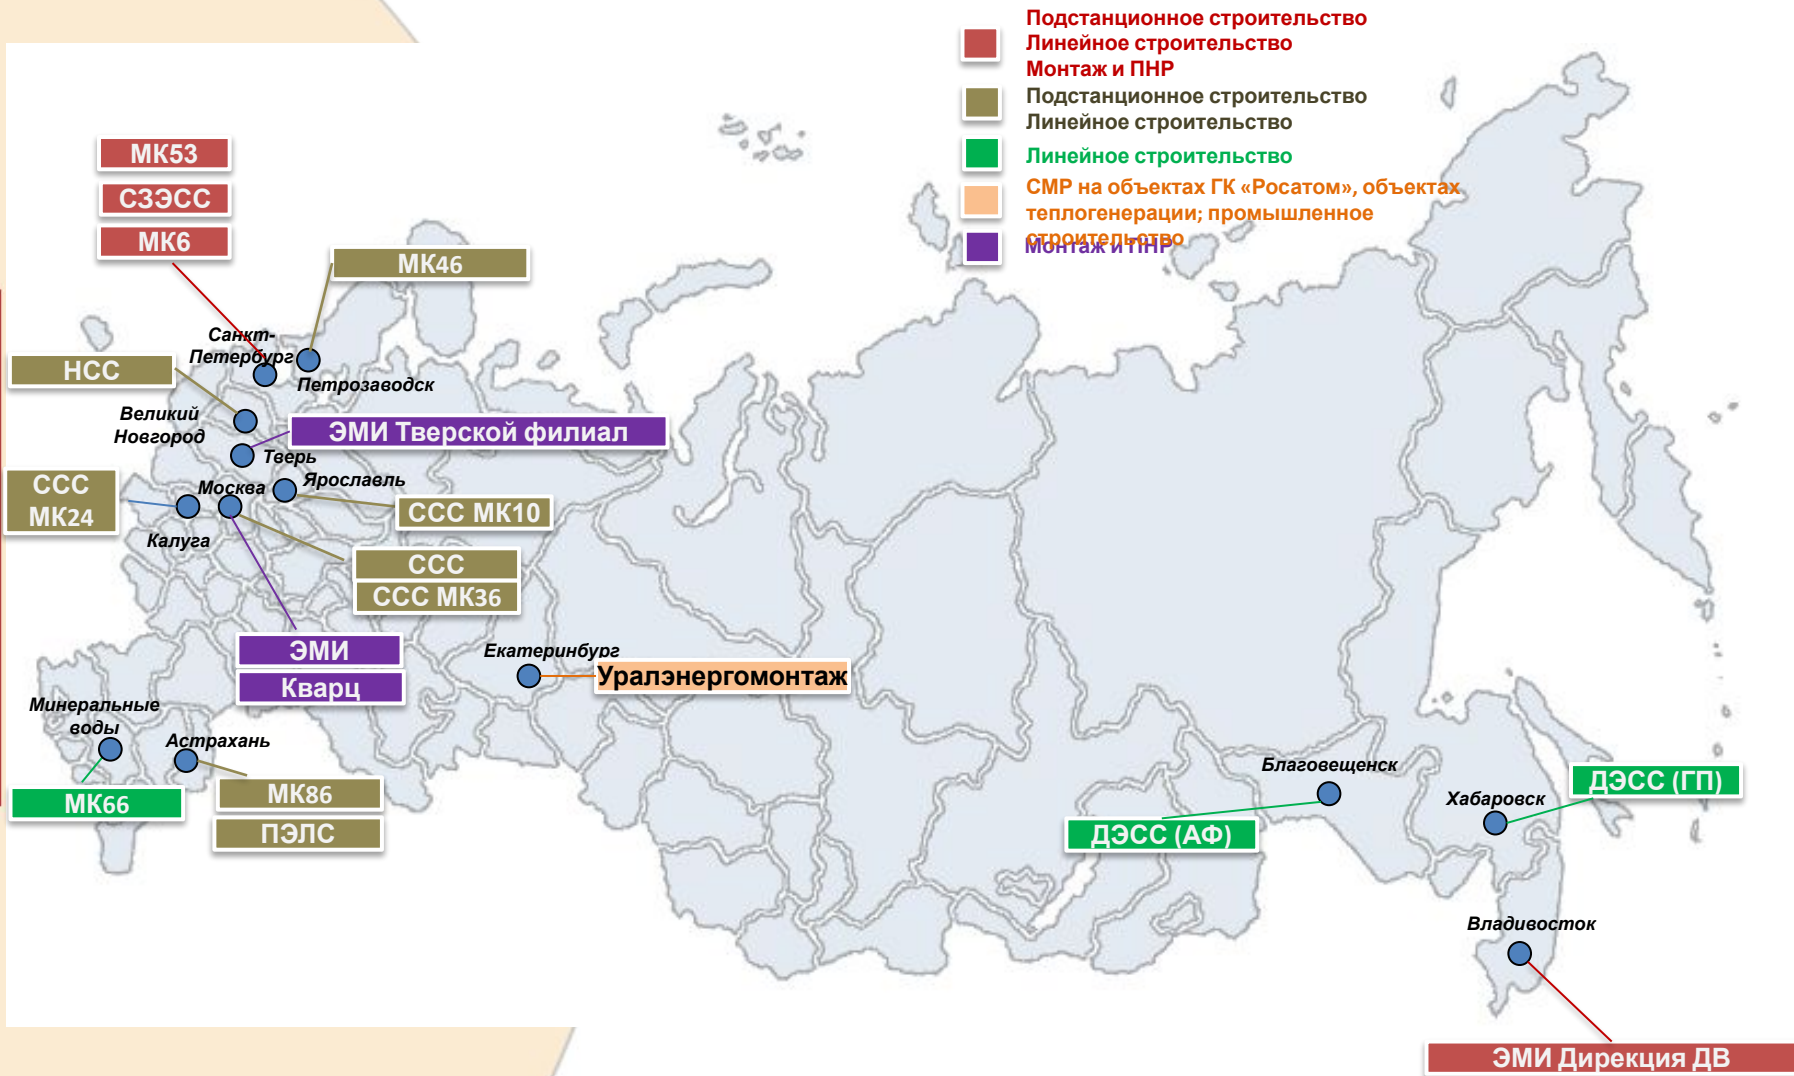 Подстанционное строительство
Линейное строительство
Монтаж и ПНР
Подстанционное строительство
Линейное строительство
Линейное строительство
СМР на объектах ГК «Росатом», объектах
теплогенерации; промышленное
строительство
Монтаж и ПНР
МК53
СЗЭСС
МК6
МК46
Санкт-
Петербург
Петрозаводск
НСС
Великий
Новгород
ЭМИ Тверской филиал
Тверь
ССС
МК24
Москва
Ярославль
ССС МК10
Калуга
ССС
ССС МК36
ЭМИ
Кварц
Екатеринбург
Уралэнергомонтаж
Минеральные
воды
Астрахань
МК66
МК86
ПЭЛС
Благовещенск
ДЭСС (АФ)
Хабаровск
ДЭСС (ГП)
Владивосток
ЭМИ Дирекция ДВ